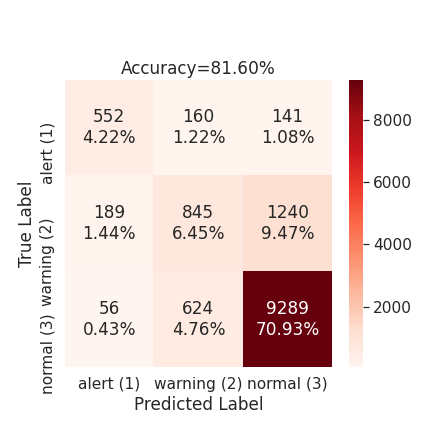 Accuracy=81.60%
True Label
alert (1)
552 160 141
4.22% 1.22% 1.08%
warning (2)
189 845 1240
1.44% 6.45% 9.47%
normal (3)
56 624 9289
0.43% 4.76% 70.93%
alert (1) warning (2) normal (3)
Predicted Label
8000
6000
4000
2000